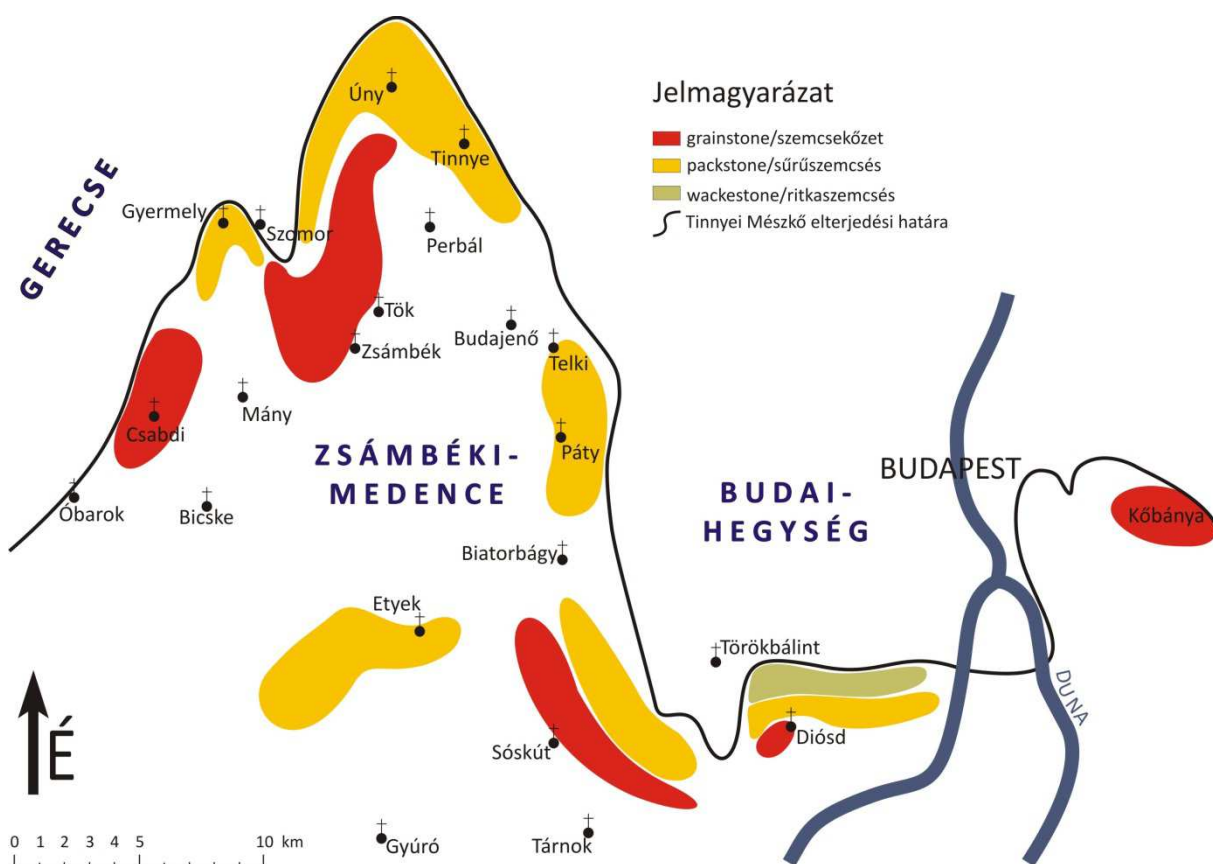 Jelmagyarázat
grainstone/szemcsekőzet
packstone/sűrűszemcsés
wackestone/ritkaszemcsés
Tinnyei Mészkő elterjedési határa
GERECSE
Úny
Tinnye
Gyermely
Szomor
Perbál
Tök
Zsámbék
Budajenő
Telki
Mány
Csabdi
Páty
ZSÁMBÉKI-
MEDENCE
Óbarok
Bicske
BUDAI-
HEGYSÉG
BUDAPEST
Kőbánya
Biatorbágy
Etyek
Törökbálint
DUNA
Sóskút
Diósd
É
Gyúró
Tárnok
0 1 2 3 4 5 10 km